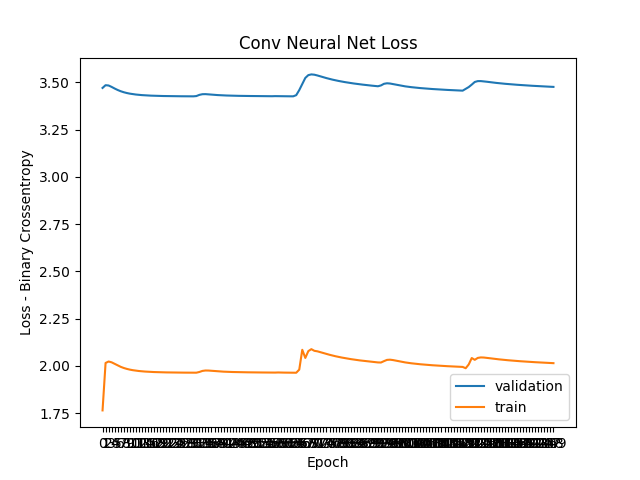 Conv Neural Net Loss
3.50
3.25
3.00
2.75
2.50
2.25
2.00
1.75
Loss - Binary Crossentropy
validation
train
Epoch